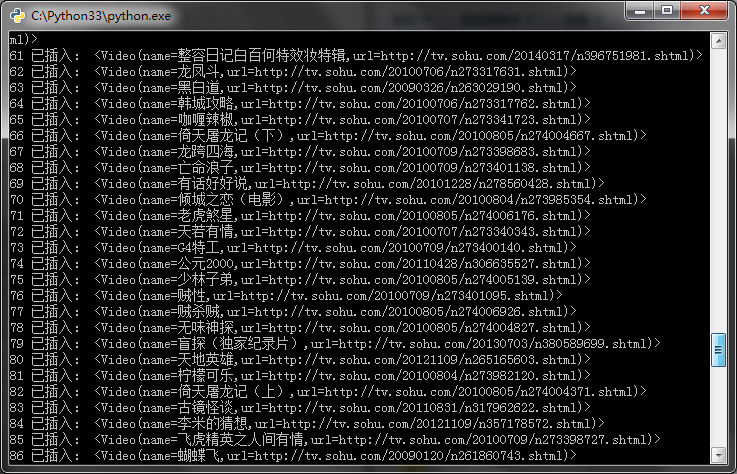 C:\Python33\python.exe
ml)>
61 已插入: <Video(name=整容日记白百何特效妆特辑,url=http://tv.sohu.com/20140317/n396751981.shtml)>
62 已插入: <Video(name=龙凤斗,url=http://tv.sohu.com/20100706/n273317631.shtml)>
63 已插入: <Video(name=黑白道,url=http://tv.sohu.com/20090326/n263029190.shtml)>
64 已插入: <Video(name=韩城攻略,url=http://tv.sohu.com/20100706/n273317762.shtml)>
65 已插入: <Video(name=咖喱辣椒,url=http://tv.sohu.com/20100707/n273341723.shtml)>
66 已插入: <Video(name=倚天屠龙记（下）,url=http://tv.sohu.com/20100805/n274004667.shtml)>
67 已插入: <Video(name=龙跨四海,url=http://tv.sohu.com/20100709/n273398683.shtml)>
68 已插入: <Video(name=亡命浪子,url=http://tv.sohu.com/20100709/n273401138.shtml)>
69 已插入: <Video(name=有话好好说,url=http://tv.sohu.com/20101228/n278560428.shtml)>
70 已插入: <Video(name=倾城之恋（电影）,url=http://tv.sohu.com/20100804/n273985354.shtml)>
71 已插入: <Video(name=老虎煞星,url=http://tv.sohu.com/20100805/n274006176.shtml)>
72 已插入: <Video(name=天若有情,url=http://tv.sohu.com/20100707/n273340343.shtml)>
73 已插入: <Video(name=G4特工,url=http://tv.sohu.com/20100709/n273400140.shtml)>
74 已插入: <Video(name=公元2000,url=http://tv.sohu.com/20110428/n306635527.shtml)>
75 已插入: <Video(name=少林子弟,url=http://tv.sohu.com/20100805/n274005139.shtml)>
76 已插入: <Video(name=贼性,url=http://tv.sohu.com/20100709/n273401095.shtml)>
77 已插入: <Video(name=贼杀贼,url=http://tv.sohu.com/20100805/n274006926.shtml)>
78 已插入: <Video(name=无味神探,url=http://tv.sohu.com/20100805/n274004827.shtml)>
79 已插入: <Video(name=盲探（独家纪录片）,url=http://tv.sohu.com/20130703/n380589699.shtml)>
80 已插入: <Video(name=天地英雄,url=http://tv.sohu.com/20121109/n265165603.shtml)>
81 已插入: <Video(name=柠檬可乐,url=http://tv.sohu.com/20100804/n273982120.shtml)>
82 已插入: <Video(name=倚天屠龙记（上）,url=http://tv.sohu.com/20100805/n274004371.shtml)>
83 已插入: <Video(name=古镜怪谈,url=http://tv.sohu.com/20110831/n317962622.shtml)>
84 已插入: <Video(name=李米的猜想,url=http://tv.sohu.com/20121109/n357178572.shtml)>
85 已插入: <Video(name=飞虎精英之人间有情,url=http://tv.sohu.com/20100709/n273398727.shtml)>
86 已插入: <Video(name=蝴蝶飞,url=http://tv.sohu.com/20090120/n261860743.shtml)>